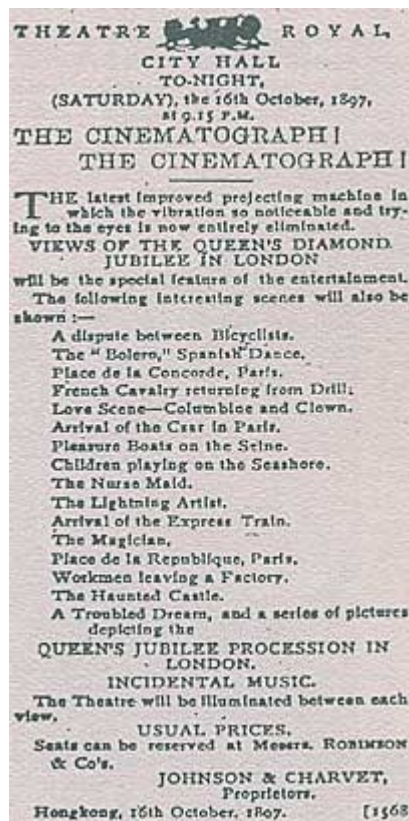 THEATRE ROYAL,
CITY HALL
TO-NIGHT,
(SATURDAY), the 16th October, 1897,
at 9.15 P.M.
THE CINEMATOGRAPH!
THE CINEMATOGRAPH!
THE latest improved projecting machine in
which the vibration so noticeable and try-
ing to the eyes is now entirely eliminated.
VIEWS OF THE QUEEN'S DIAMOND
JUBILEE IN LONDON
will be the special feature of the entertainment.
The following interesting scenes will also be
shown :—
A dispute between Bicyclists.
The "Bolero," Spanish Dance.
Place de la Concorde, Paris.
French Cavalry returning from Drill.
Love Scene—Columbine and Clown.
Arrival of the Czar in Paris.
Pleasure Boats on the Seine.
Children playing on the Seashore.
The Nurse Maid.
The Lightning Artist.
Arrival of the Express Train.
The Magician.
Place de la Republique, Paris.
Workmen leaving a Factory.
The Haunted Castle.
A Troubled Dream, and a series of pictures
depicting the
QUEEN'S JUBILEE PROCESSION IN
LONDON.
INCIDENTAL MUSIC.
The Theatre will be illuminated between each
view.
USUAL PRICES.
Seats can be reserved at Messrs. ROBINSON
& Co's.
JOHNSON & CHARVET,
Proprietors.
Hongkong, 16th October, 1897. [1568